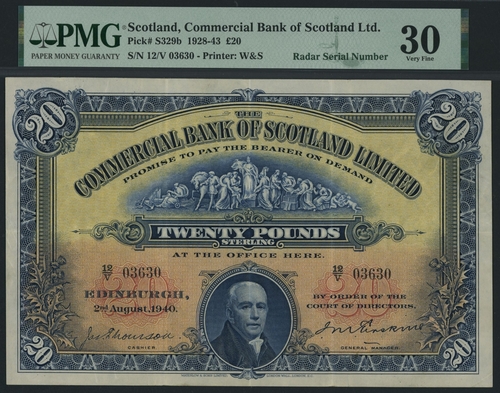 PMG
PAPER MONEY GUARANTY
Scotland, Commercial Bank of Scotland Ltd.
Pick# S329b 1928-43 £20
S/N 12/V 03630 - Printer: W&S
Radar Serial Number
30
Very Fine
20
20
THE
COMMERCIAL BANK OF SCOTLAND LIMITED
PROMISE TO PAY THE BEARER ON DEMAND
TWENTY POUNDS
STERLING
AT THE OFFICE HERE.
12/V 03630
12/V 03630
20
20
EDINBURGH,
2nd August, 1940.
BY ORDER OF THE
COURT OF DIRECTORS.
CASHIER.
GENERAL MANAGER.
20
20